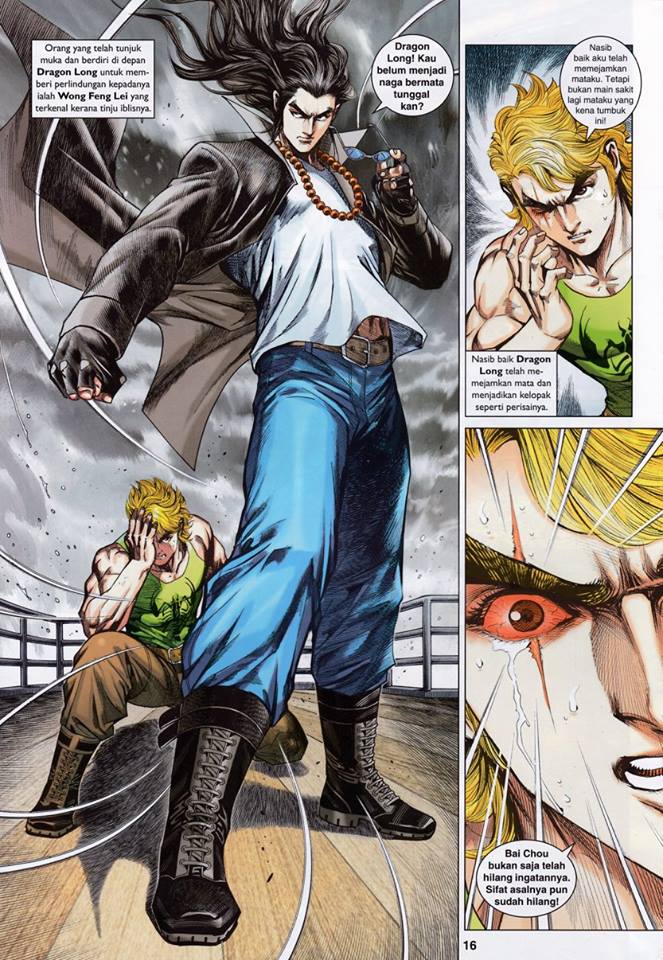 Orang yang telah tunjuk
muka dan berdiri di depan
Dragon Long untuk mem-
beri perlindungan kepadanya
ialah Wong Feng Lei yang
terkenal kerana tinju iblisnya.
Dragon
Long! Kau
belum menjadi
naga bermata
tunggal
kan?
Nasib
baik aku telah
memejamkan
mataku. Tetapi
bukan main sakit
lagi mataku yang
kena tumbuk
ini!
Nasib baik Dragon
Long telah me-
mejamkan mata dan
menjadikan kelopak
seperti perisainya.
Bai Chou
bukan saja telah
hilang ingatannya.
Sifat asalnya pun
sudah hilang!
16